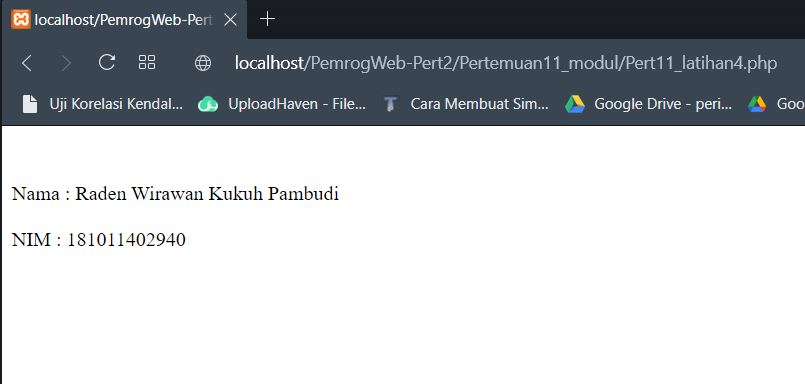 localhost/PemrogWeb-Pert
localhost/PemrogWeb-Pert2/Pertemuan11_modul/Pert11_latihan4.php
Uji Korelasi Kendal... UploadHaven - File... Cara Membuat Sim... Google Drive - peri... Goo
Nama : Raden Wirawan Kukuh Pambudi
NIM : 181011402940